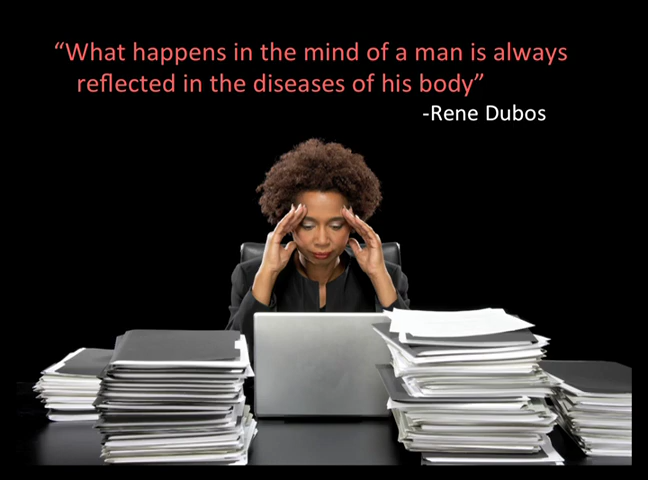 “What happens in the mind of a man is always
reflected in the diseases of his body”
-Rene Dubos